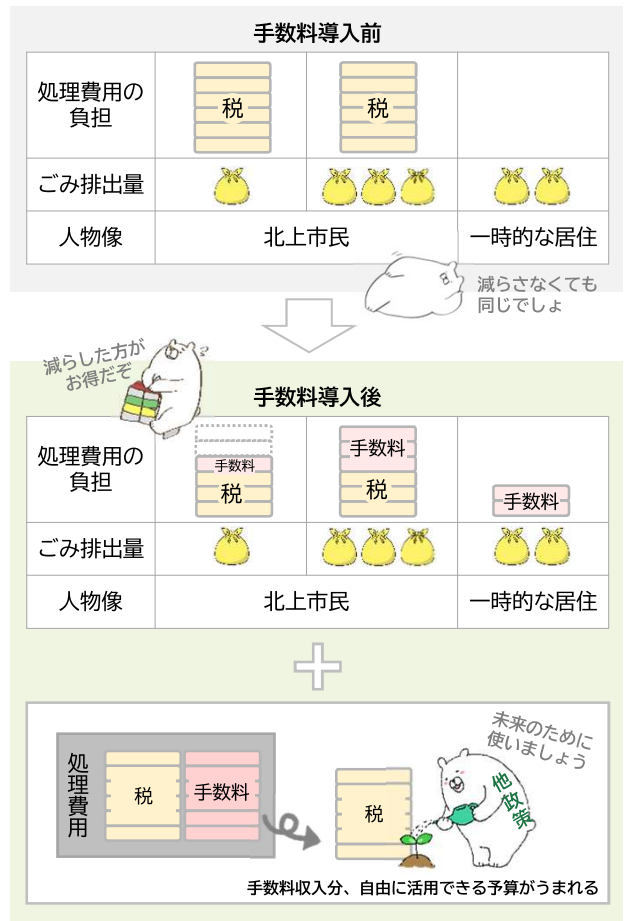 手数料導入前
処理費用の
負担
税
税
ごみ排出量
人物像
北上市民
一時的な居住
減らさなくても
同じでしょ
減らした方が
お得だぞ
手数料導入後
処理費用の
負担
手数料
税
手数料
税
手数料
ごみ排出量
人物像
北上市民
一時的な居住
処理費用
税
手数料
税
未来のために
使いましょう
他政策
手数料収入分、自由に活用できる予算がうまれる